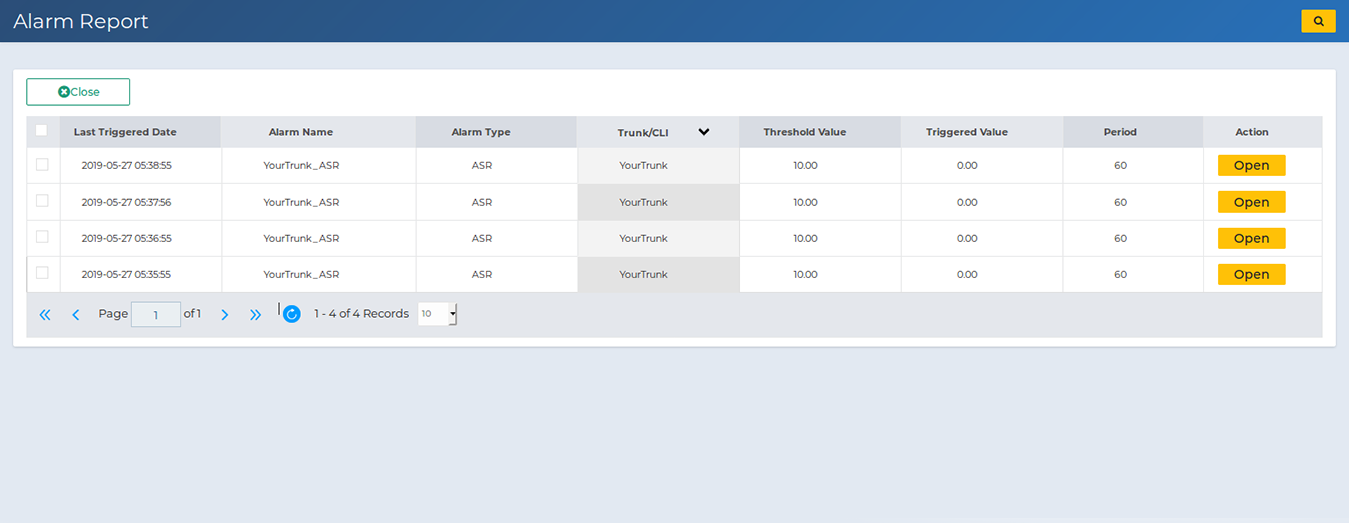 Alarm Report
Close
Last Triggered Date Alarm Name Alarm Type Trunk/CLI Threshold Value Triggered Value Period Action
2019-05-27 05:38:55 YourTrunk_ASR ASR YourTrunk 10.00 0.00 60 Open
2019-05-27 05:37:56 YourTrunk_ASR ASR YourTrunk 10.00 0.00 60 Open
2019-05-27 05:36:55 YourTrunk_ASR ASR YourTrunk 10.00 0.00 60 Open
2019-05-27 05:35:55 YourTrunk_ASR ASR YourTrunk 10.00 0.00 60 Open
Page 1 of 1 1 - 4 of 4 Records 10